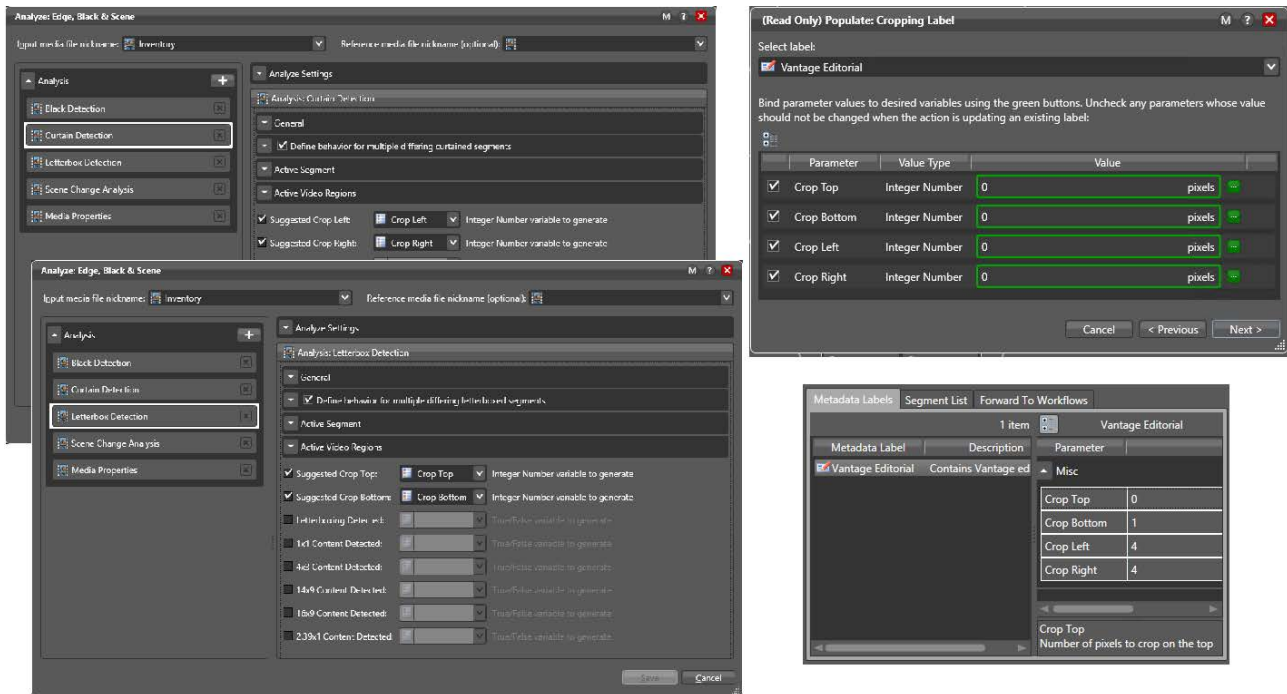 Analyze: Edge, Black & Scene
M ?
Input media file nickname: Inventory
Reference media file nickname (optional):
Analysis
+
Black Detection
Curtain Detection
Letterbox Detection
Scene Change Analysis
Media Properties
Analyze Settings
Analysis: Curtain Detection
General
Define behavior for multiple differing curtained segments
Active Segment
Active Video Regions
Suggested Crop Left: Crop Left Integer Number variable to generate
Suggested Crop Right: Crop Right Integer Number variable to generate
Analyze: Edge, Black & Scene
M ?
Input media file nickname: Inventory
Reference media file nickname (optional):
Analysis
+
Black Detection
Curtain Detection
Letterbox Detection
Scene Change Analysis
Media Properties
Analyze Settings
Analysis: Letterbox Detection
General
Define behavior for multiple differing letterboxed segments
Active Segment
Active Video Regions
Suggested Crop Top: Crop Top Integer Number variable to generate
Suggested Crop Bottom: Crop Bottom Integer Number variable to generate
Letterboxing Detected: True/False variable to generate
1x1 Content Detected: True/False variable to generate
4x3 Content Detected: True/False variable to generate
14x9 Content Detected: True/False variable to generate
16x9 Content Detected: True/False variable to generate
2.39x1 Content Detected: True/False variable to generate
Save Cancel
(Read Only) Populate: Cropping Label
M ?
Select label:
Vantage Editorial
Bind parameter values to desired variables using the green buttons. Uncheck any parameters whose value
should not be changed when the action is updating an existing label:
Parameter Value Type Value
Crop Top Integer Number 0 pixels
Crop Bottom Integer Number 0 pixels
Crop Left Integer Number 0 pixels
Crop Right Integer Number 0 pixels
Cancel < Previous Next >
Metadata Labels Segment List Forward To Workflows
1 item Vantage Editorial
Metadata Label Description Parameter
Vantage Editorial Contains Vantage ed
Misc
Crop Top 0
Crop Bottom 1
Crop Left 4
Crop Right 4
Crop Top
Number of pixels to crop on the top